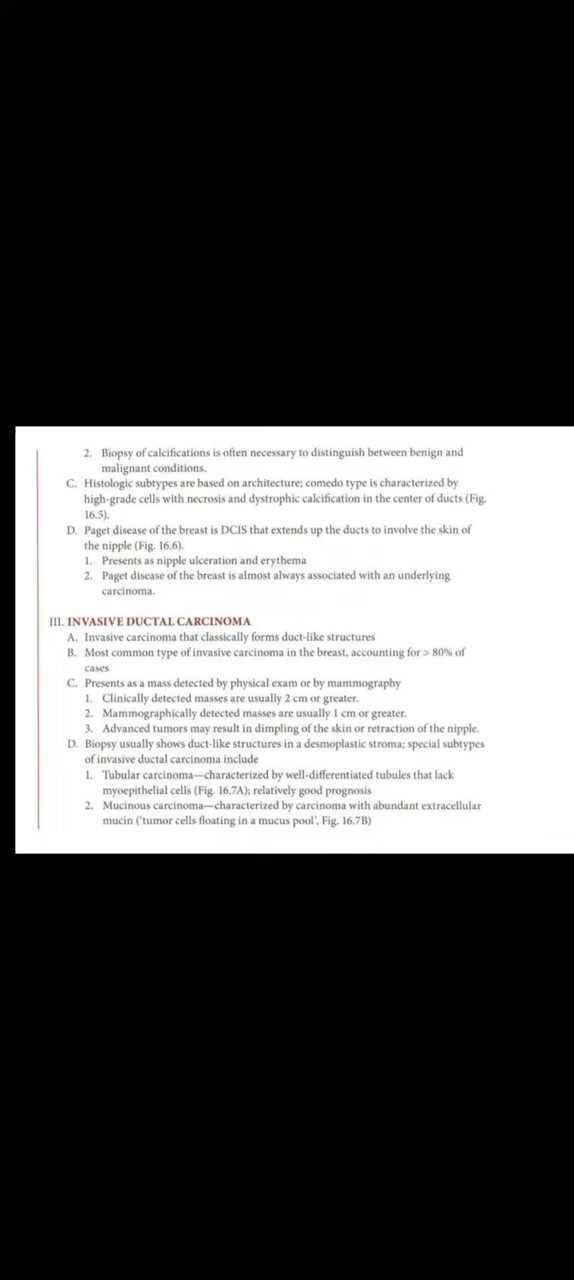 2. Biopsy of calcifications is often necessary to distinguish between benign and
malignant conditions.
C. Histologic subtypes are based on architecture; comedo type is characterized by
high-grade cells with necrosis and dystrophic calcification in the center of ducts (Fig.
16.5).
D. Paget disease of the breast is DCIS that extends up the ducts to involve the skin of
the nipple (Fig. 16.6).
1. Presents as nipple ulceration and erythema
2. Paget disease of the breast is almost always associated with an underlying
carcinoma.
III. INVASIVE DUCTAL CARCINOMA
A. Invasive carcinoma that classically forms duct-like structures
B. Most common type of invasive carcinoma in the breast, accounting for > 80% of
cases
C. Presents as a mass detected by physical exam or by mammography
1. Clinically detected masses are usually 2 cm or greater.
2. Mammographically detected masses are usually 1 cm or greater.
3. Advanced tumors may result in dimpling of the skin or retraction of the nipple.
D. Biopsy usually shows duct-like structures in a desmoplastic stroma; special subtypes
of invasive ductal carcinoma include
1. Tubular carcinoma—characterized by well-differentiated tubules that lack
myoepithelial cells (Fig. 16.7A); relatively good prognosis
2. Mucinous carcinoma—characterized by carcinoma with abundant extracellular
mucin ('tumor cells floating in a mucus pool', Fig. 16.7B)